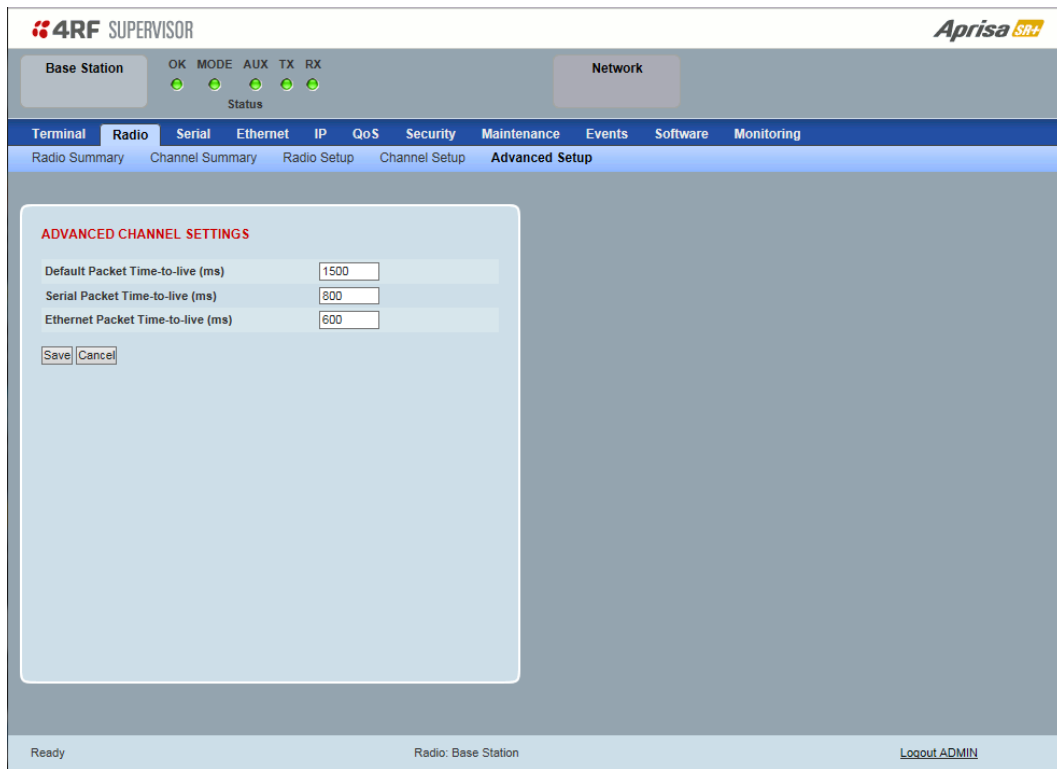 4RF SUPERVISOR
Aprisa SR+
Base Station
OK MODE AUX TX RX
Status
Network
Terminal Radio Serial Ethernet IP QoS Security Maintenance Events Software Monitoring
Radio Summary Channel Summary Radio Setup Channel Setup Advanced Setup
ADVANCED CHANNEL SETTINGS
Default Packet Time-to-live (ms) 1500
Serial Packet Time-to-live (ms) 800
Ethernet Packet Time-to-live (ms) 600
Save Cancel
Ready Radio: Base Station Logout ADMIN